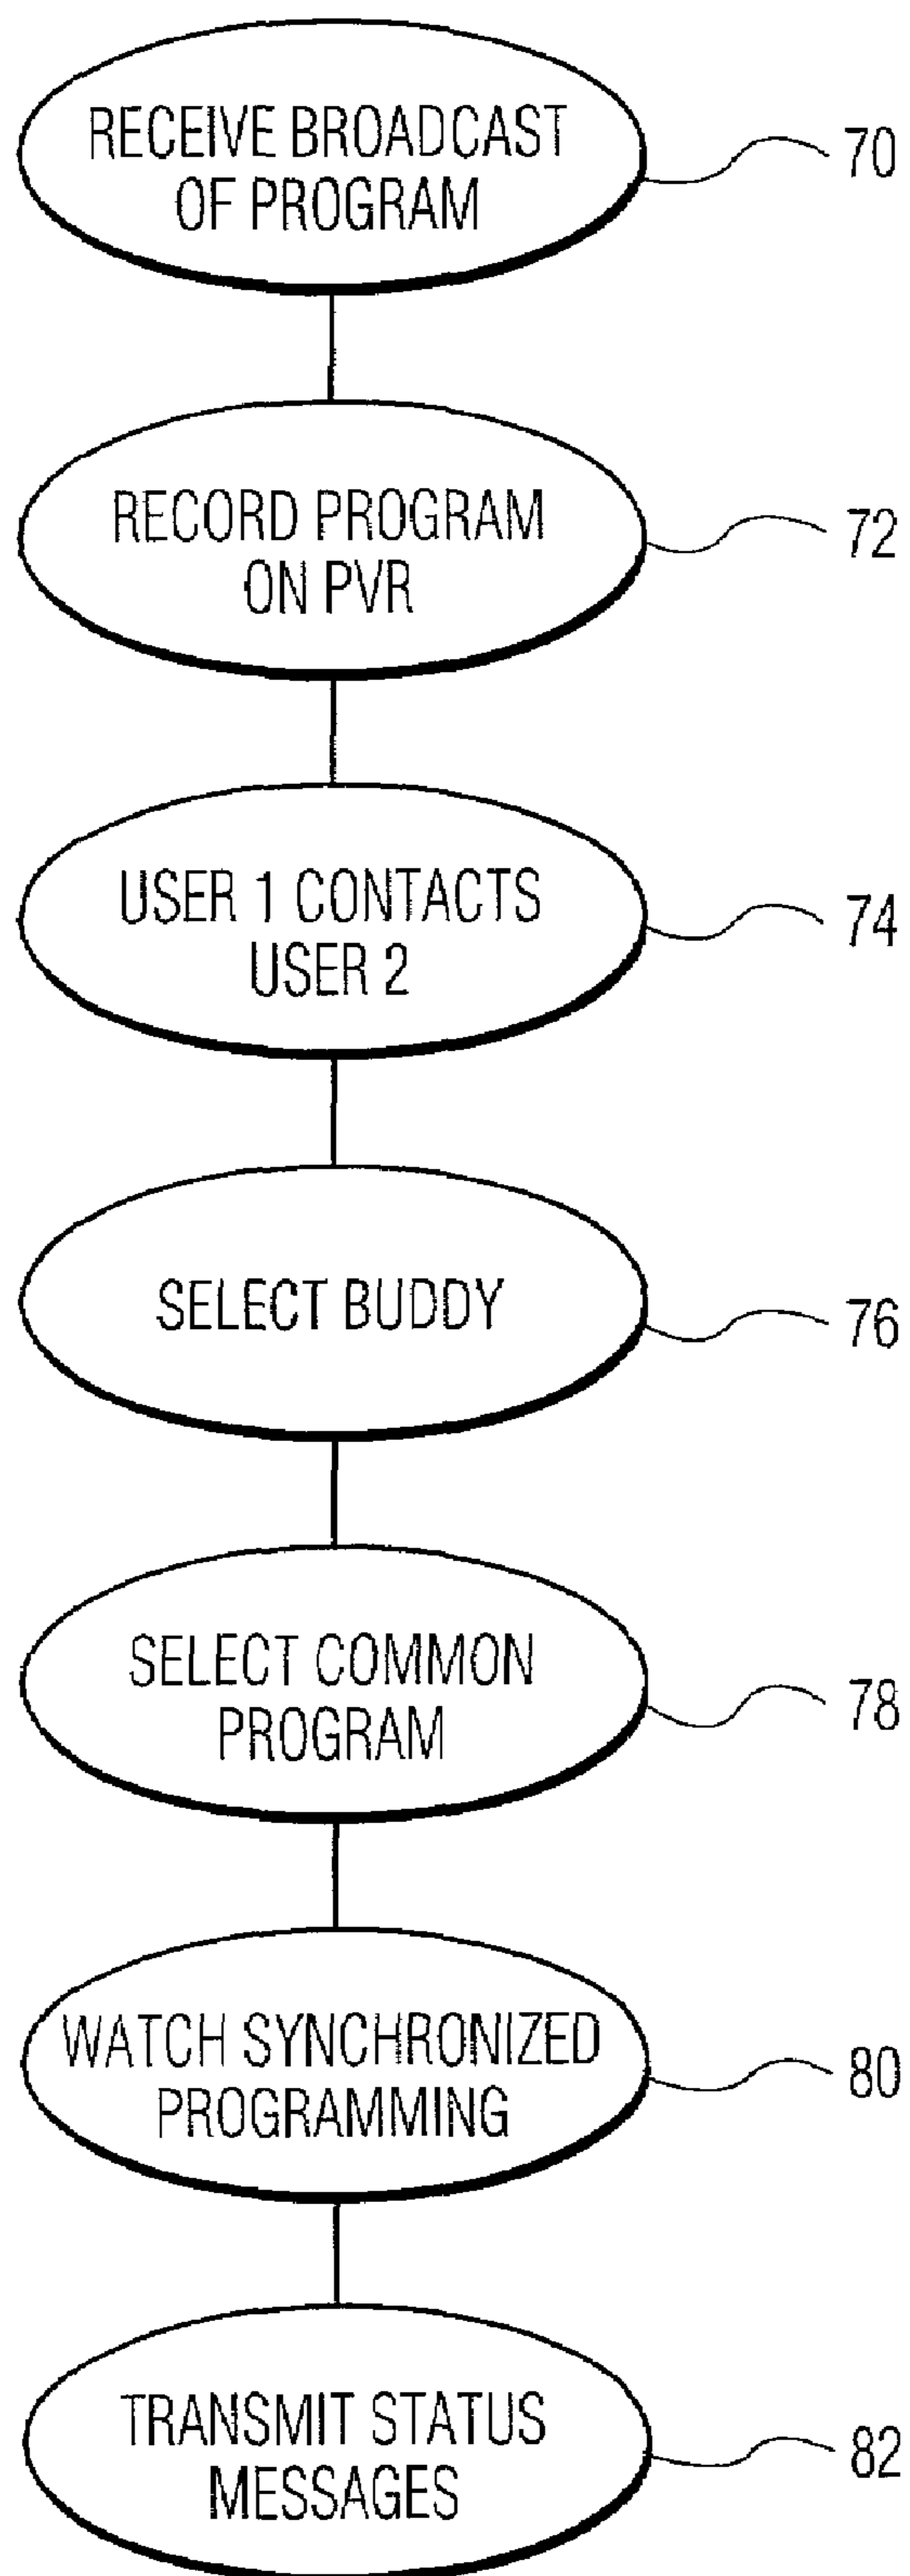 RECEIVE BROADCAST
OF PROGRAM
70
RECORD PROGRAM
ON PVR
72
USER 1 CONTACTS
USER 2
74
SELECT BUDDY
76
SELECT COMMON
PROGRAM
78
WATCH SYNCHRONIZED
PROGRAMMING
80
TRANSMIT STATUS
MESSAGES
82